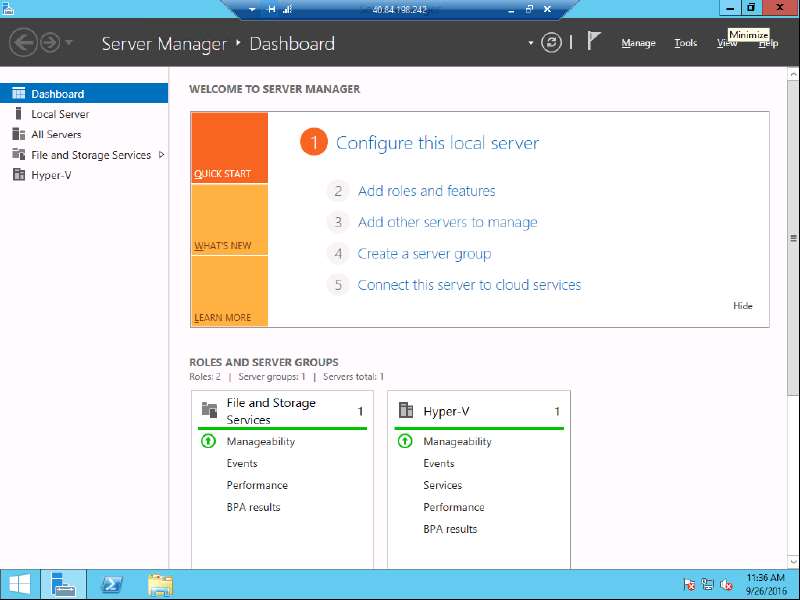 40.84.198.242
Server Manager Dashboard
Manage Tools View Help
Minimize
Dashboard
Local Server
All Servers
File and Storage Services
Hyper-V
WELCOME TO SERVER MANAGER
QUICK START
WHAT'S NEW
LEARN MORE
1 Configure this local server
2 Add roles and features
3 Add other servers to manage
4 Create a server group
5 Connect this server to cloud services
Hide
ROLES AND SERVER GROUPS
Roles: 2 | Server groups: 1 | Servers total: 1
File and Storage
Services 1
Manageability
Events
Performance
BPA results
Hyper-V 1
Manageability
Events
Services
Performance
BPA results
11:36 AM
9/26/2016